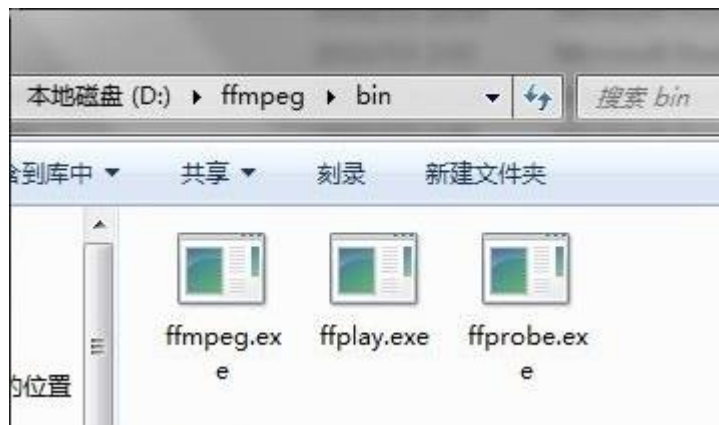 本地磁盘 (D:) ffmpeg bin 搜索 bin
含到库中 共享 刻录 新建文件夹
ffmpeg.ex
e
ffplay.exe
ffprobe.ex
e
的位置